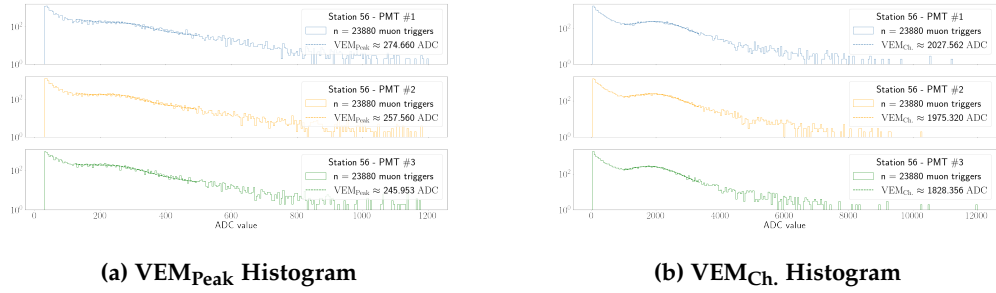 10²
10⁰
Station 56 - PMT #1
n = 23880 muon triggers
VEM_Peak ≈ 274.660 ADC
10²
10⁰
Station 56 - PMT #2
n = 23880 muon triggers
VEM_Peak ≈ 257.560 ADC
10²
10⁰
Station 56 - PMT #3
n = 23880 muon triggers
VEM_Peak ≈ 245.953 ADC
0 200 400 600 800 1000 1200
ADC value
(a) VEM_Peak Histogram
10²
10⁰
Station 56 - PMT #1
n = 23880 muon triggers
VEM_Ch. ≈ 2027.562 ADC
10²
10⁰
Station 56 - PMT #2
n = 23880 muon triggers
VEM_Ch. ≈ 1975.320 ADC
10²
10⁰
Station 56 - PMT #3
n = 23880 muon triggers
VEM_Ch. ≈ 1828.356 ADC
0 2000 4000 6000 8000 10000 12000
ADC value
(b) VEM_Ch. Histogram